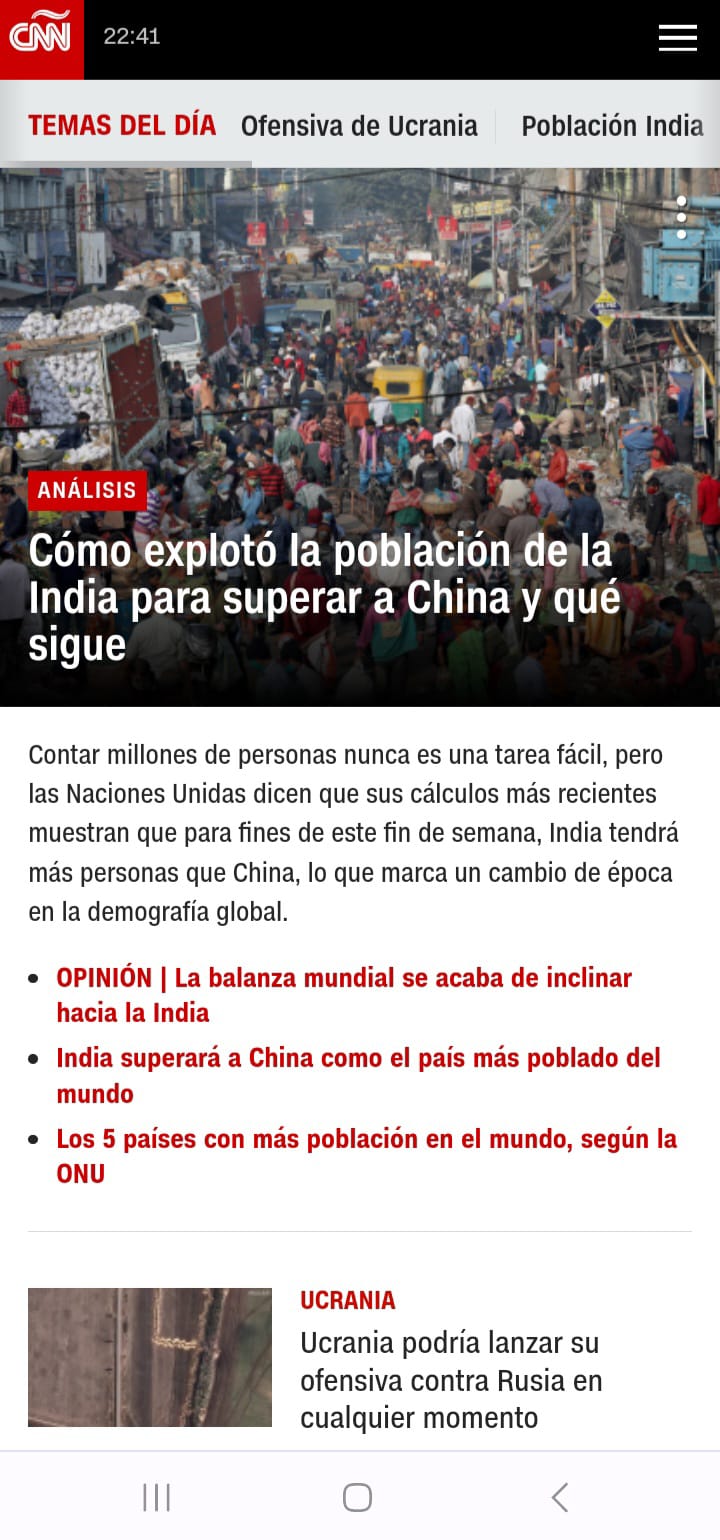 CNN
22:41
TEMAS DEL DÍA Ofensiva de Ucrania Población India
ANÁLISIS
Cómo explotó la población de la
India para superar a China y qué
sigue
Contar millones de personas nunca es una tarea fácil, pero
las Naciones Unidas dicen que sus cálculos más recientes
muestran que para fines de este fin de semana, India tendrá
más personas que China, lo que marca un cambio de época
en la demografía global.
OPINIÓN | La balanza mundial se acaba de inclinar
hacia la India
India superará a China como el país más poblado del
mundo
Los 5 países con más población en el mundo, según la
ONU
UCRANIA
Ucrania podría lanzar su
ofensiva contra Rusia en
cualquier momento